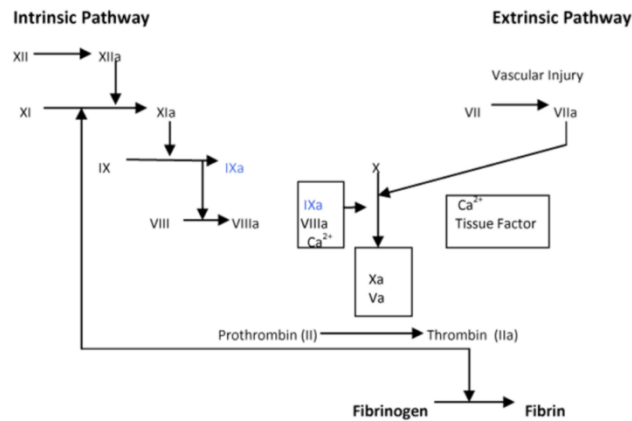 Intrinsic Pathway
Extrinsic Pathway
XII
XIIa
Vascular Injury
XI
XIa
VII
VIIa
IX
IXa
X
VIII
VIIIa
IXa
VIIIa
Ca²⁺
Ca²⁺
Tissue Factor
Xa
Va
Prothrombin (II)
Thrombin (IIa)
Fibrinogen
Fibrin